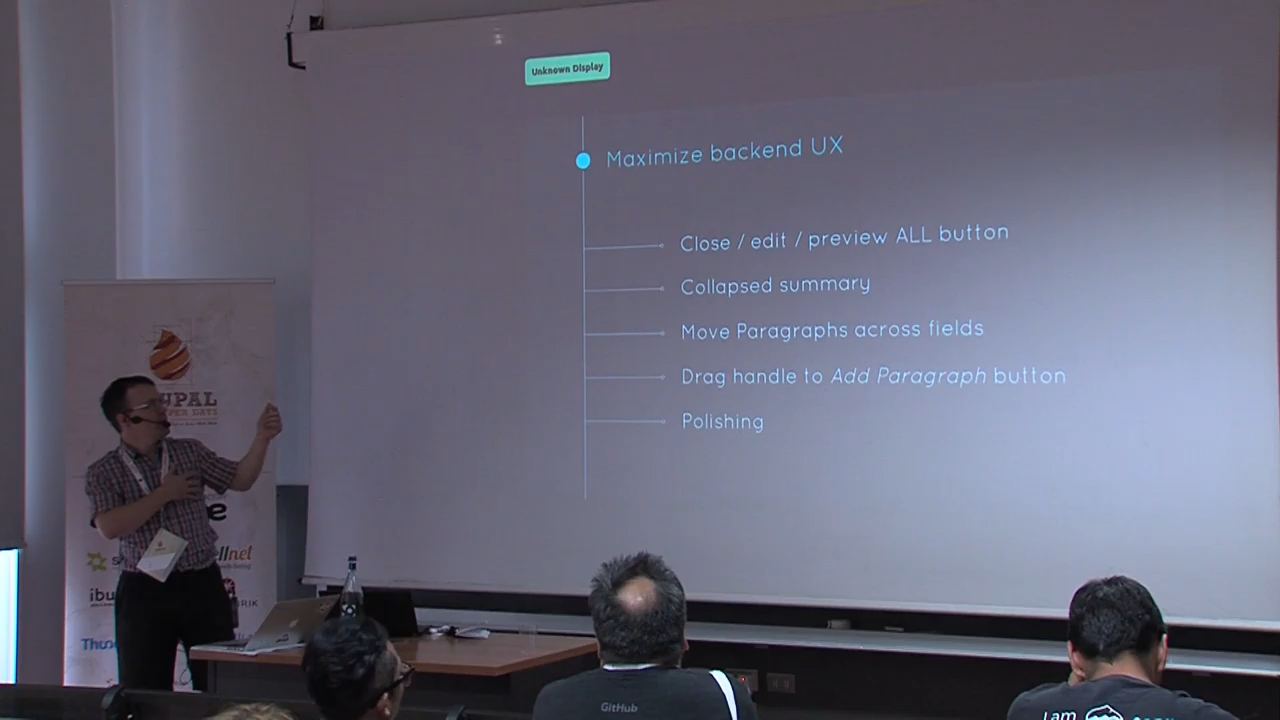 Unknown Display
Maximize backend UX
Close / edit / preview ALL button
Collapsed summary
Move Paragraphs across fields
Drag handle to Add Paragraph button
Polishing
GitHub
I am